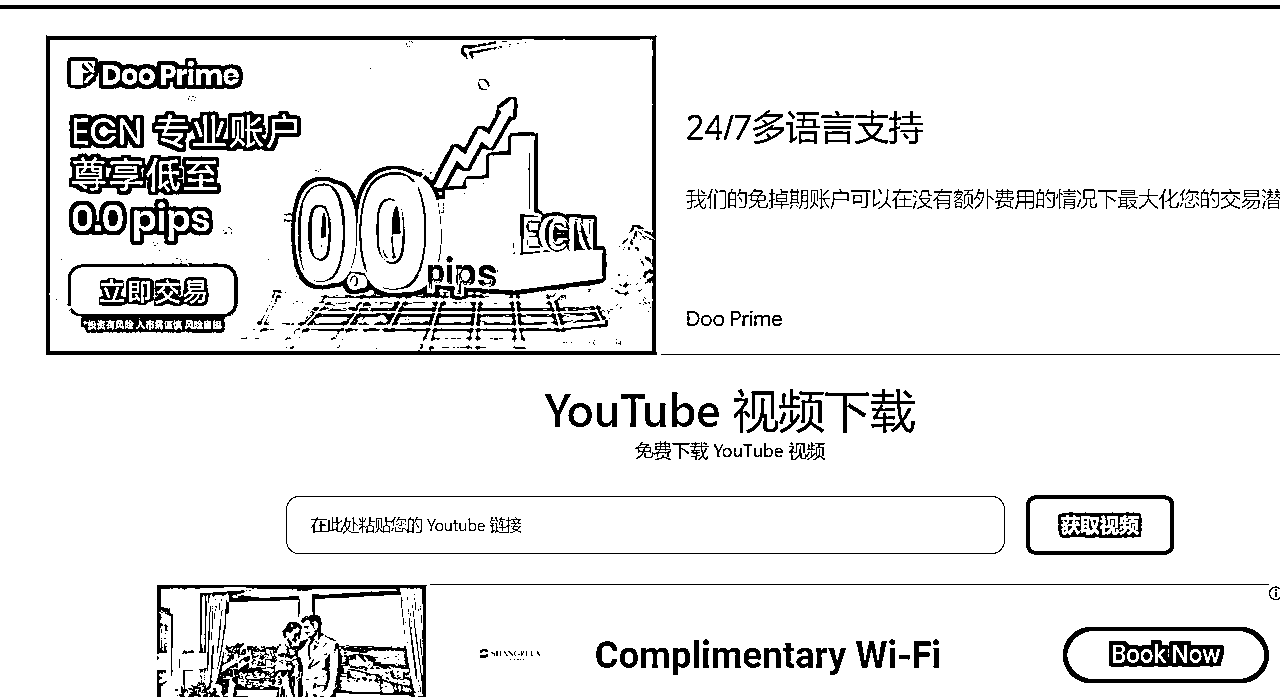 Doo Prime
ECN 专业账户
尊享低至
0.0 pips
立即交易
*投资有风险 入市需谨慎
0.0
pips
ECN
24/7多语言支持
我们的免掉期账户可以在没有额外费用的情况下最大化您的交易潜
Doo Prime
YouTube 视频下载
免费下载 YouTube 视频
在此处粘贴您的 Youtube 链接
获取视频
SHANGRI-LA
Complimentary Wi-Fi
Book Now